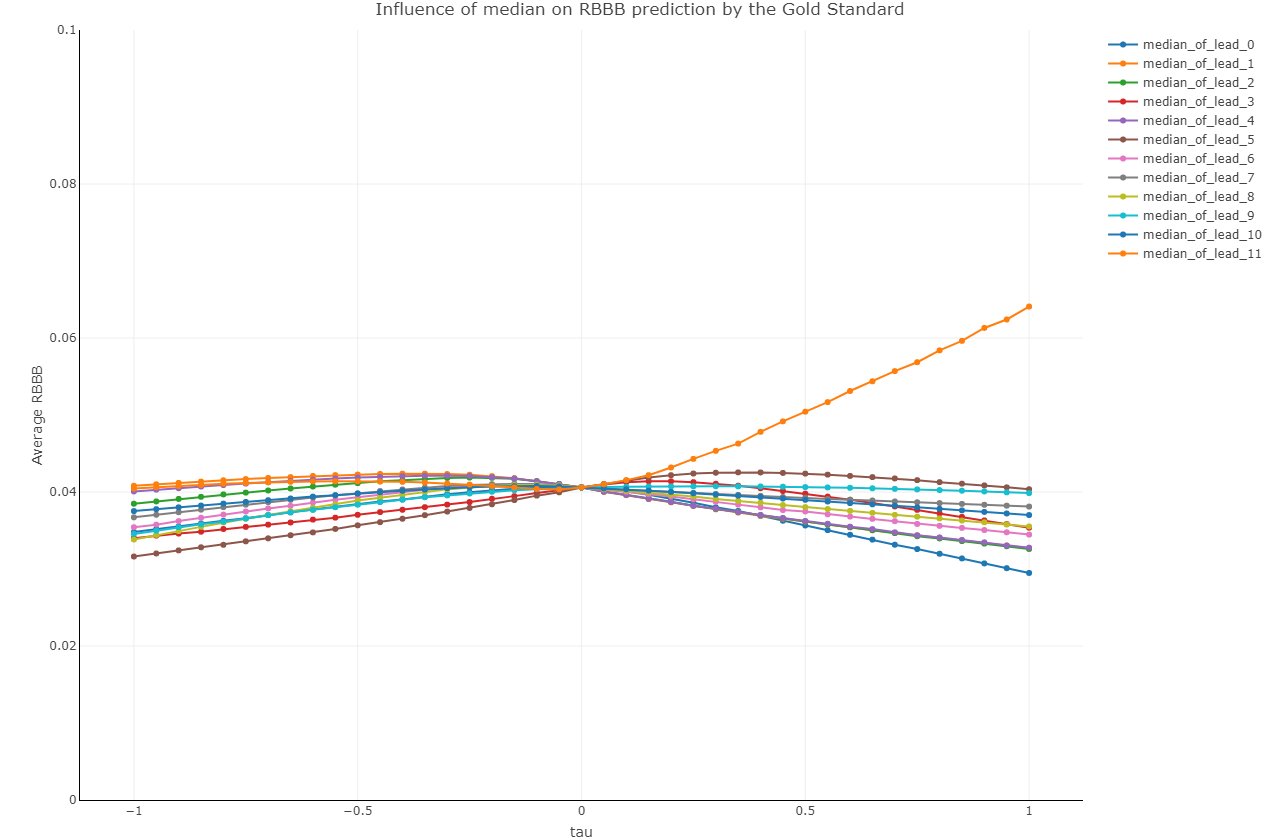 Influence of median on RBBB prediction by the Gold Standard
0.1
0.08
0.06
0.04
0.02
0
Average RBBB
−1
−0.5
0
0.5
1
tau
median_of_lead_0
median_of_lead_1
median_of_lead_2
median_of_lead_3
median_of_lead_4
median_of_lead_5
median_of_lead_6
median_of_lead_7
median_of_lead_8
median_of_lead_9
median_of_lead_10
median_of_lead_11